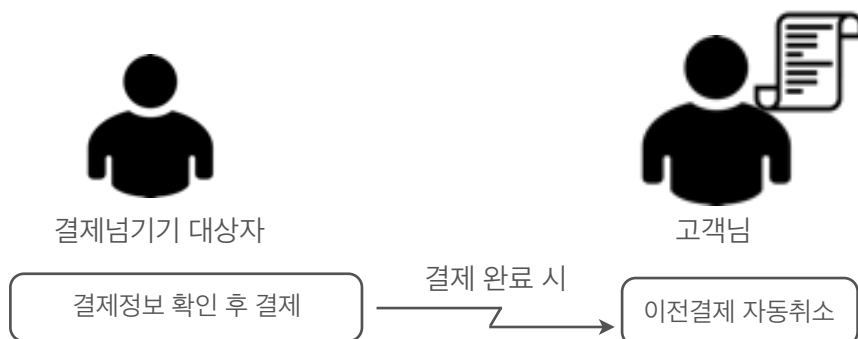 결제넘기기 대상자
고객님
결제정보 확인 후 결제
결제 완료 시
이전결제 자동취소